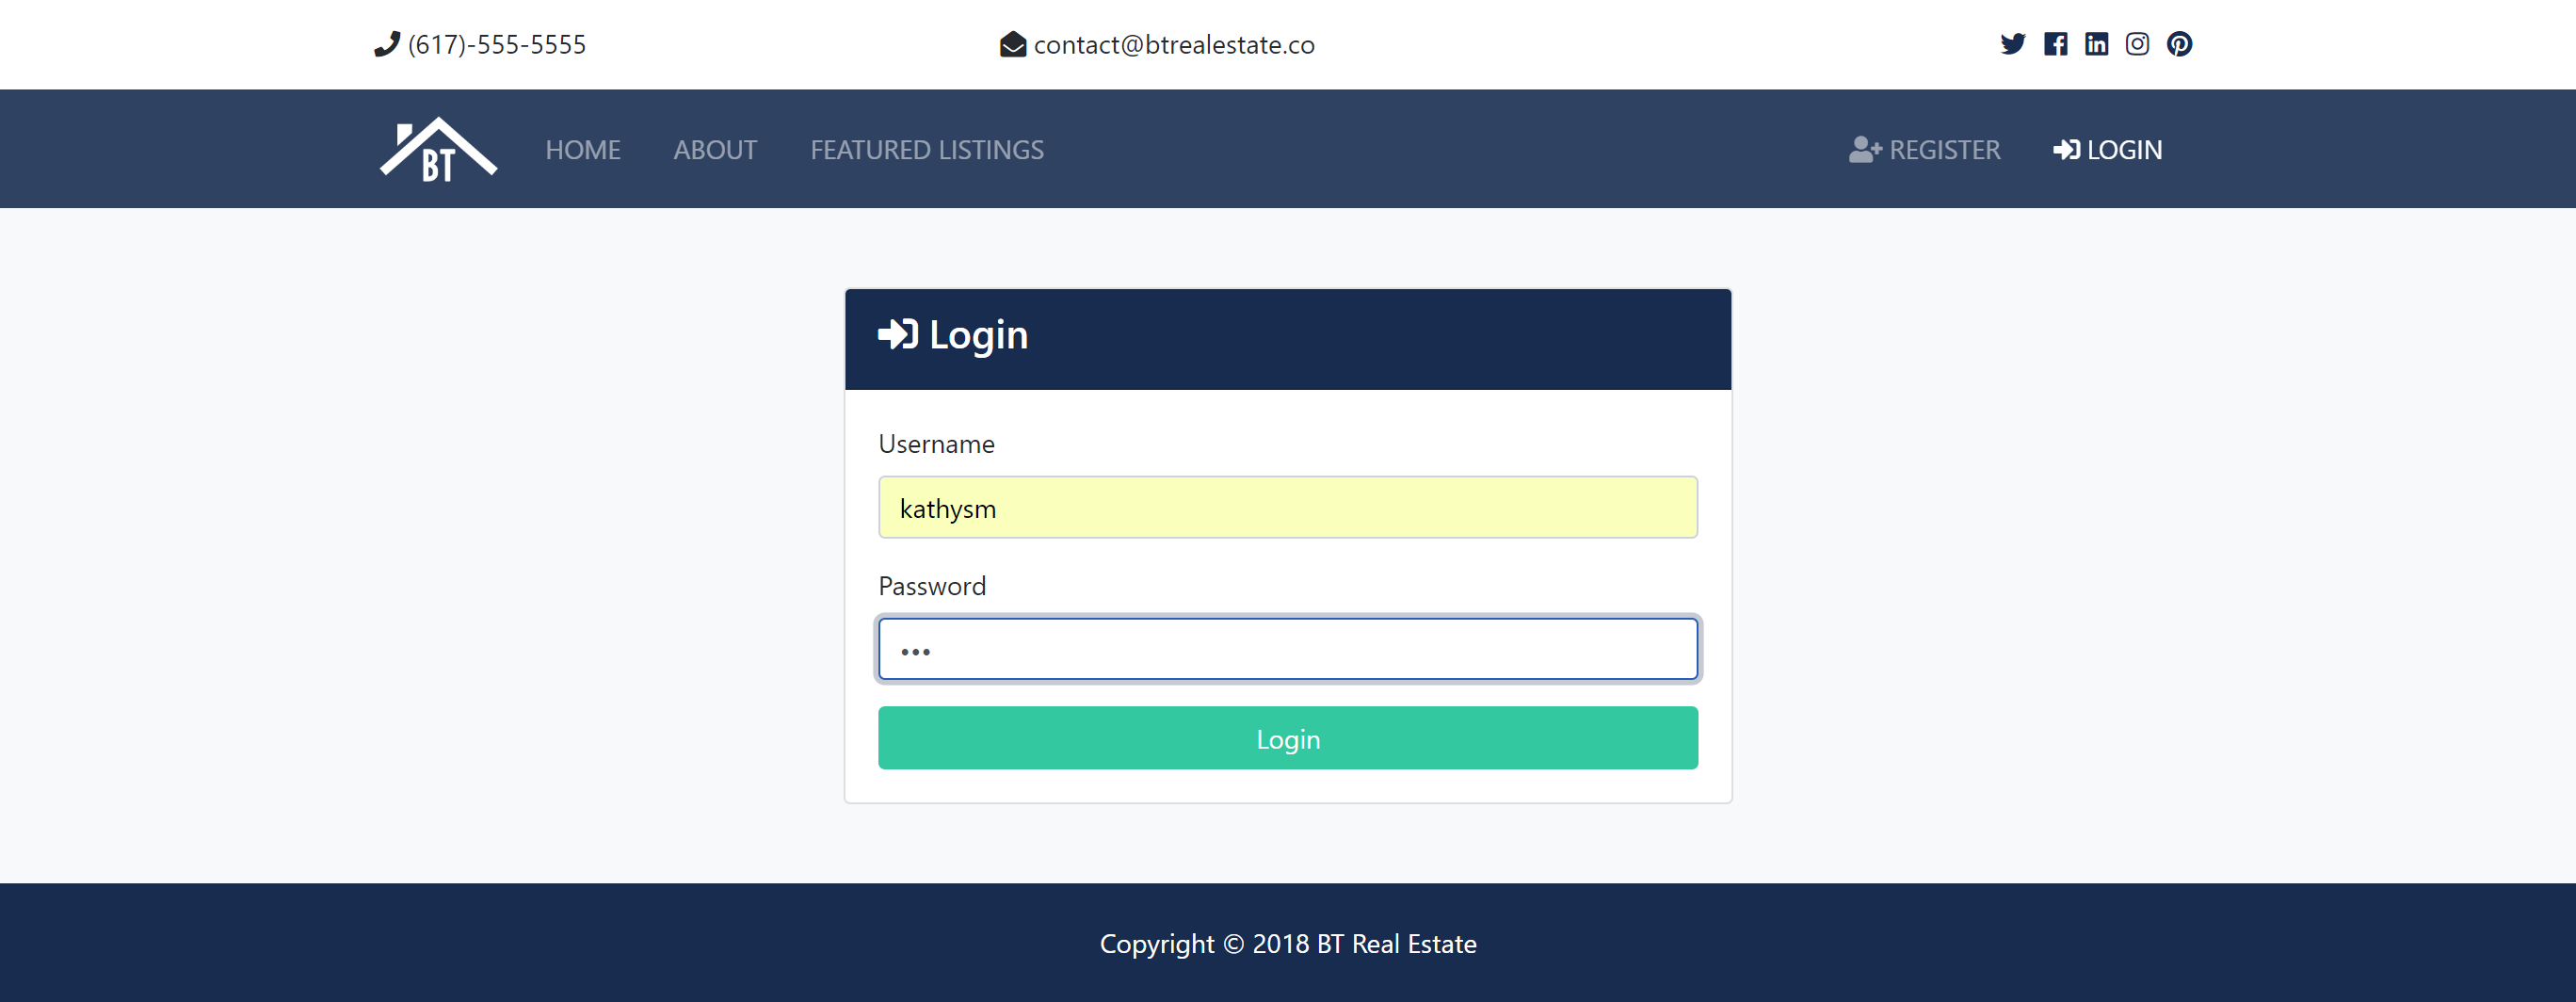 (617)-555-5555
contact@btrealestate.co
BT
HOME
ABOUT
FEATURED LISTINGS
REGISTER
LOGIN
Login
Username
kathysm
Password
•••
Login
Copyright © 2018 BT Real Estate